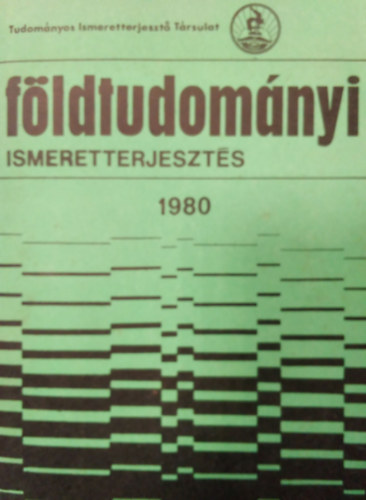 Tudományos Ismeretterjesztő Társulat
földtudományi
ISMERETTERJESZTÉS
1980